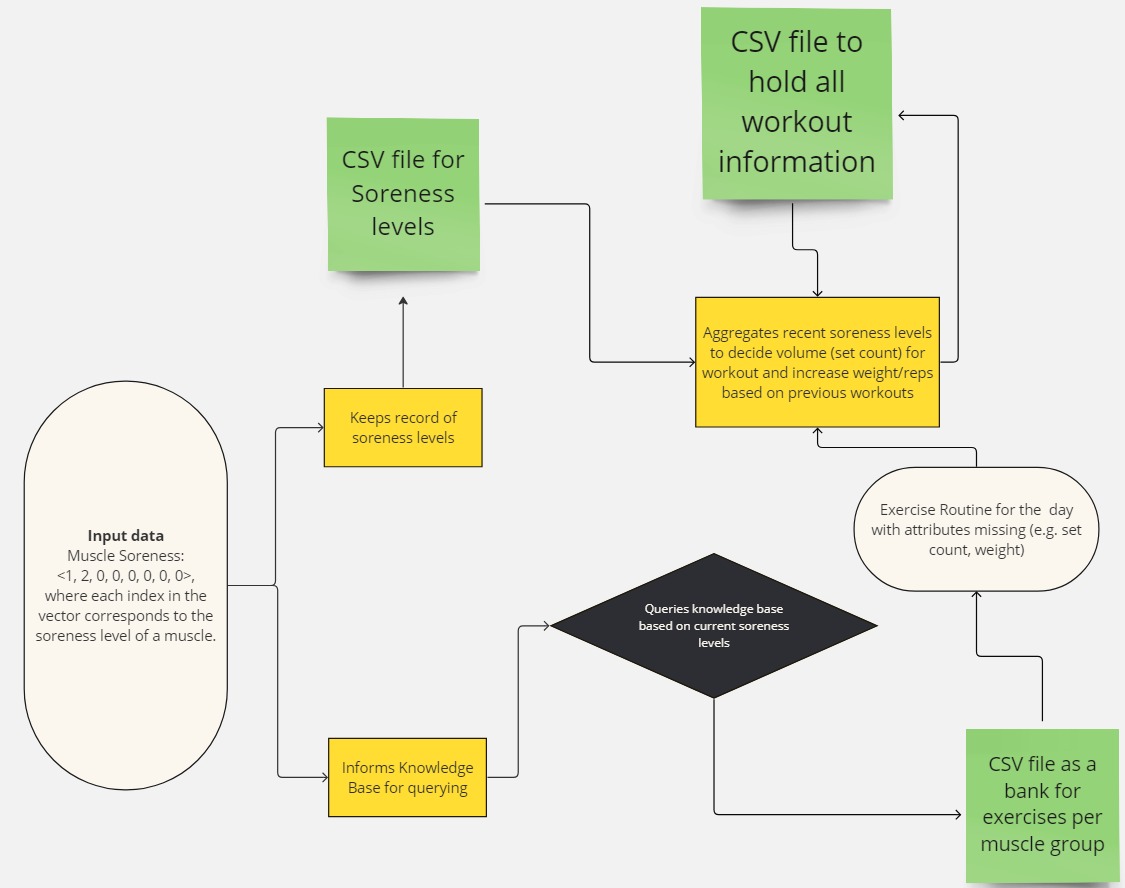 CSV file to
hold all
workout
information
CSV file for
Soreness
levels
Aggregates recent soreness levels
to decide volume (set count) for
workout and increase weight/reps
based on previous workouts
Keeps record of
soreness levels
Input data
Muscle Soreness:
<1, 2, 0, 0, 0, 0, 0, 0>,
where each index in the
vector corresponds to the
soreness level of a muscle.
Exercise Routine for the  day
with attributes missing (e.g. set
count, weight)
Queries knowledge base
based on current soreness
levels
Informs Knowledge
Base for querying
CSV file as a
bank for
exercises per
muscle group